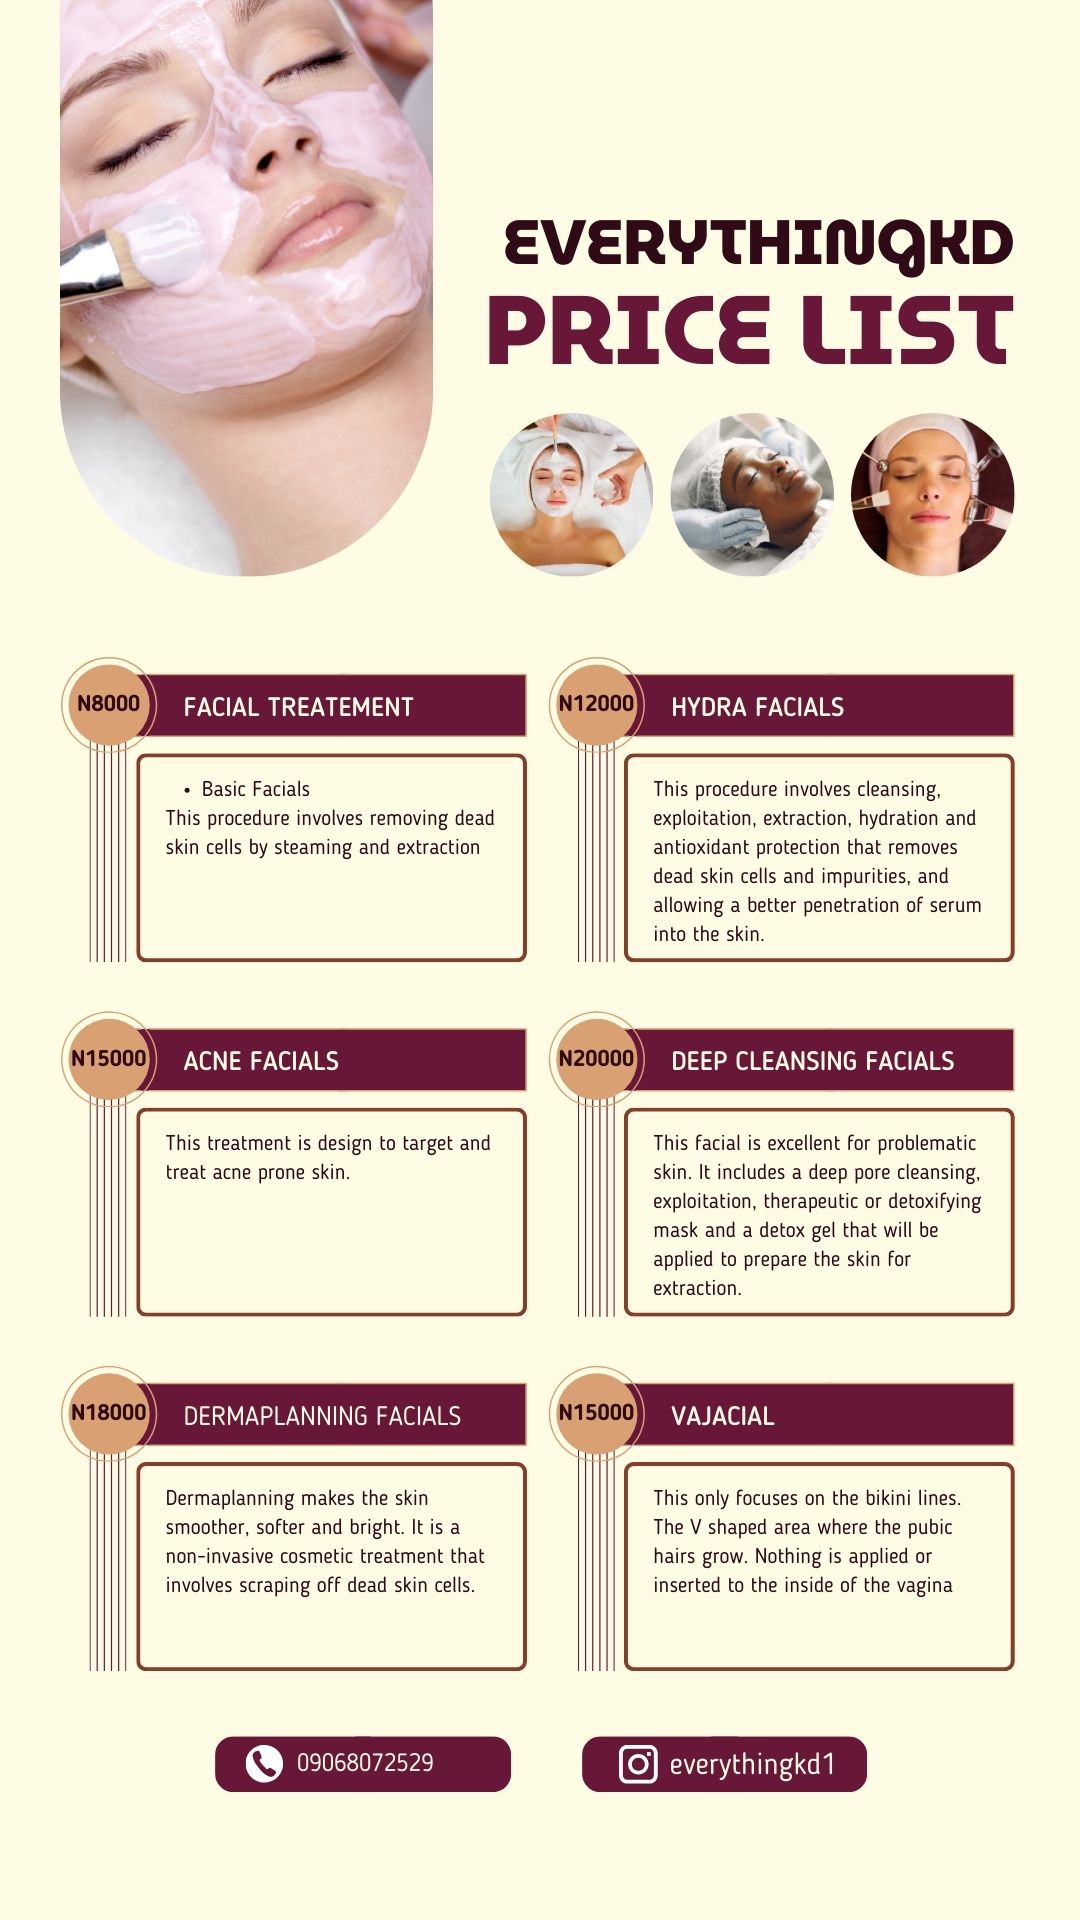 EVERYTHINGKD
PRICE LIST
N8000
FACIAL TREATEMENT
• Basic Facials
This procedure involves removing dead
skin cells by steaming and extraction
N12000
HYDRA FACIALS
This procedure involves cleansing,
exploitation, extraction, hydration and
antioxidant protection that removes
dead skin cells and impurities, and
allowing a better penetration of serum
into the skin.
N15000
ACNE FACIALS
This treatment is design to target and
treat acne prone skin.
N20000
DEEP CLEANSING FACIALS
This facial is excellent for problematic
skin. It includes a deep pore cleansing,
exploitation, therapeutic or detoxifying
mask and a detox gel that will be
applied to prepare the skin for
extraction.
N18000
DERMAPLANNING FACIALS
Dermaplanning makes the skin
smoother, softer and bright. It is a
non-invasive cosmetic treatment that
involves scraping off dead skin cells.
N15000
VAJACIAL
This only focuses on the bikini lines.
The V shaped area where the pubic
hairs grow. Nothing is applied or
inserted to the inside of the vagina
09068072529
everythingkd1